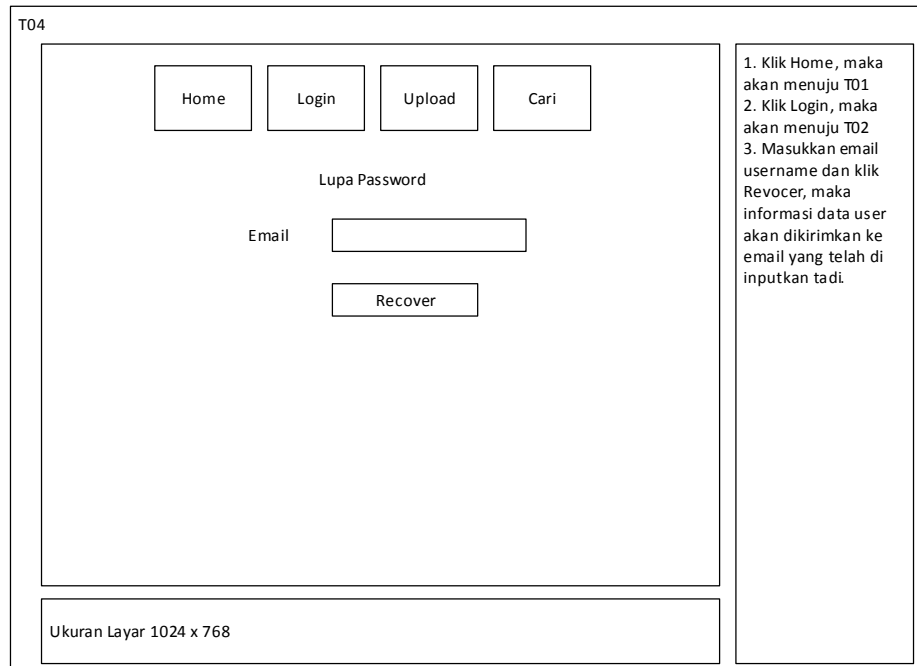 T04
Home Login Upload Cari
Lupa Password
Email
Recover
Ukuran Layar 1024 x 768
1. Klik Home, maka
akan menuju T01
2. Klik Login, maka
akan menuju T02
3. Masukkan email
username dan klik
Revocer, maka
informasi data user
akan dikirimkan ke
email yang telah di
inputkan tadi.